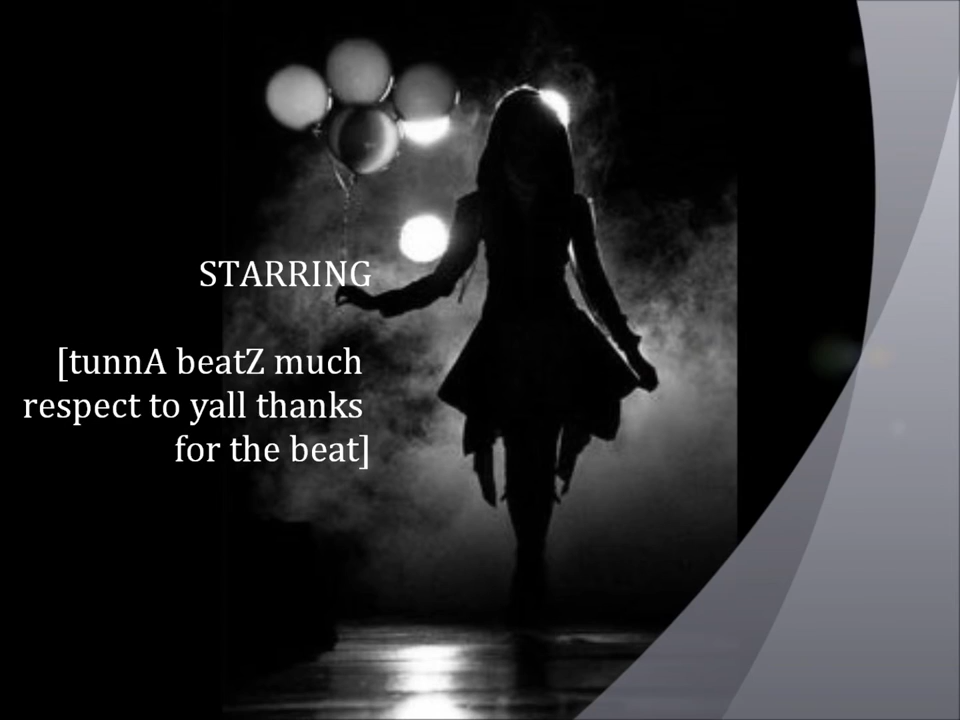 STARRING
[tunnA beatZ much
respect to yall thanks
for the beat]